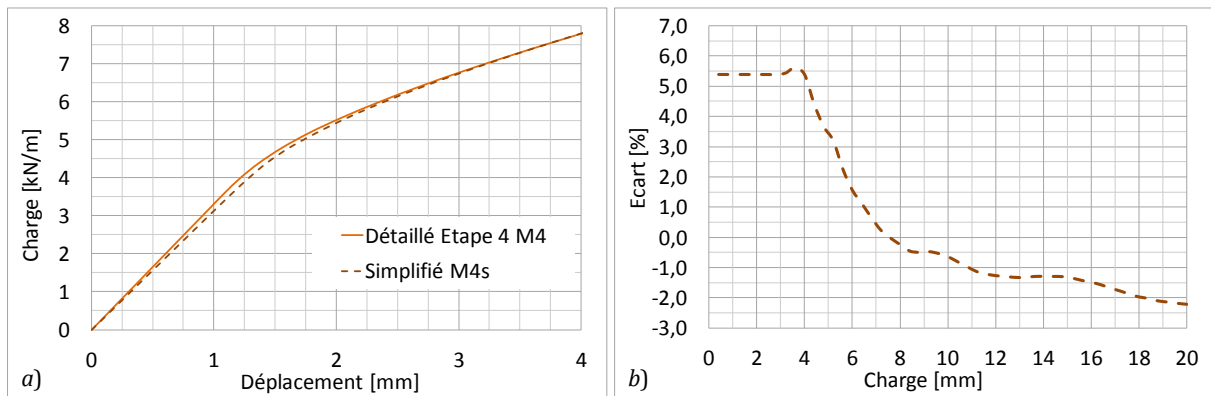 8
7
6
5
4
3
2
1
0
Charge [kN/m]
Détaillé Etape 4 M4
Simplifié M4s
0 1 2 3 4
a) Déplacement [mm]
7,0
6,0
5,0
4,0
3,0
2,0
1,0
0,0
-1,0
-2,0
-3,0
Ecart [%]
0 2 4 6 8 10 12 14 16 18 20
b) Charge [mm]